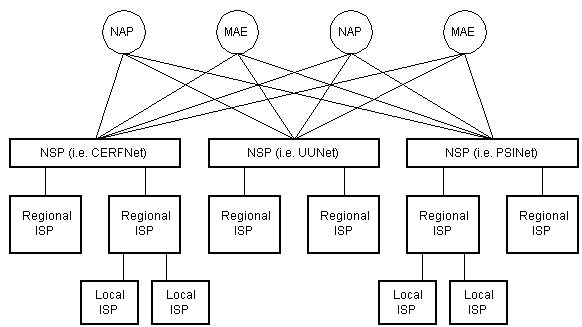 NAP MAE NAP MAE
NSP (i.e. CERFNet) NSP (i.e. UUNet) NSP (i.e. PSINet)
Regional Regional Regional Regional Regional Regional
ISP ISP ISP ISP ISP ISP
Local Local Local Local
ISP ISP ISP ISP